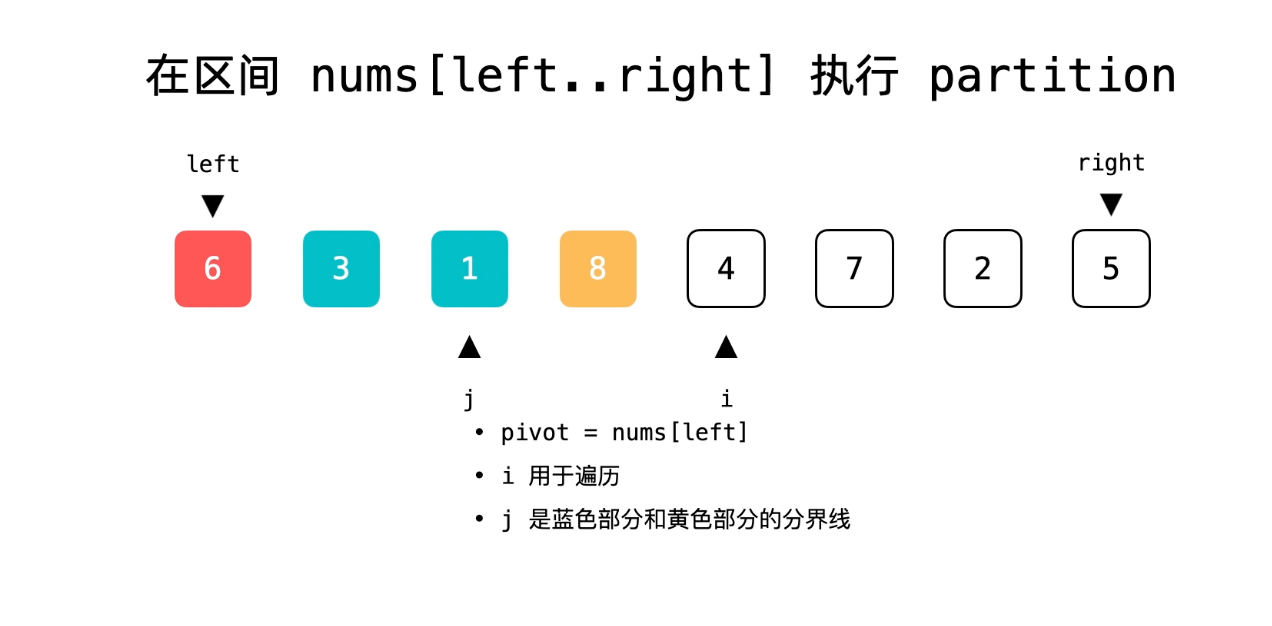 在区间 nums[left..right] 执行 partition
left right
6 3 1 8 4 7 2 5
j i
• pivot = nums[left]
• i 用于遍历
• j 是蓝色部分和黄色部分的分界线